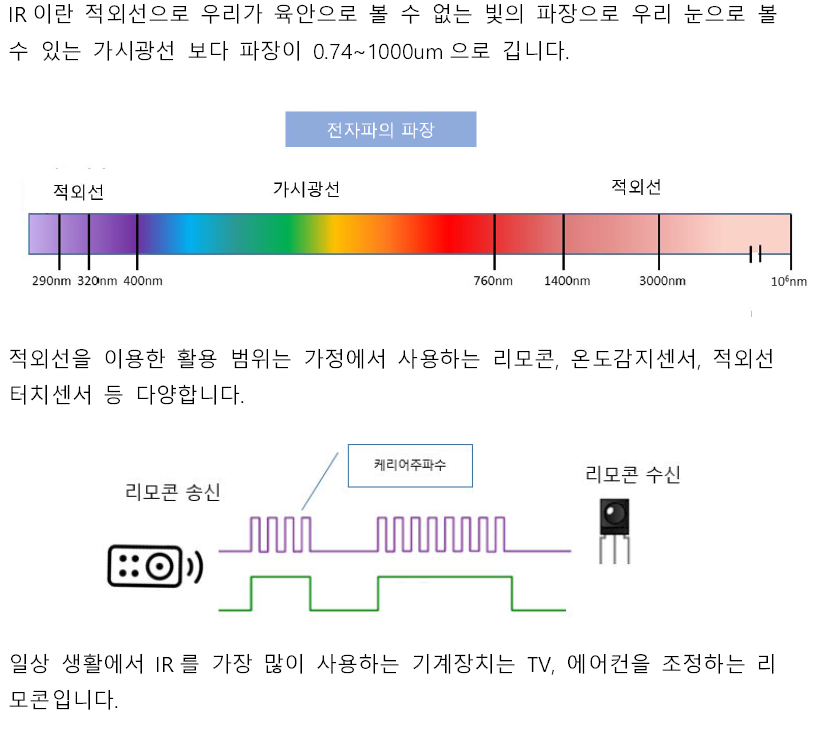 IR 이란 적외선으로 우리가 육안으로 볼 수 없는 빛의 파장으로 우리 눈으로 볼
수 있는 가시광선 보다 파장이 0.74~1000um 으로 깁니다.
전자파의 파장
적외선 가시광선 적외선
290nm 320nm 400nm 760nm 1400nm 3000nm 10⁶nm
적외선을 이용한 활용 범위는 가정에서 사용하는 리모콘, 온도감지센서, 적외선
터치센서 등 다양합니다.
케리어주파수
리모콘 송신 리모콘 수신
일상 생활에서 IR 를 가장 많이 사용하는 기계장치는 TV, 에어컨을 조정하는 리
모콘입니다.